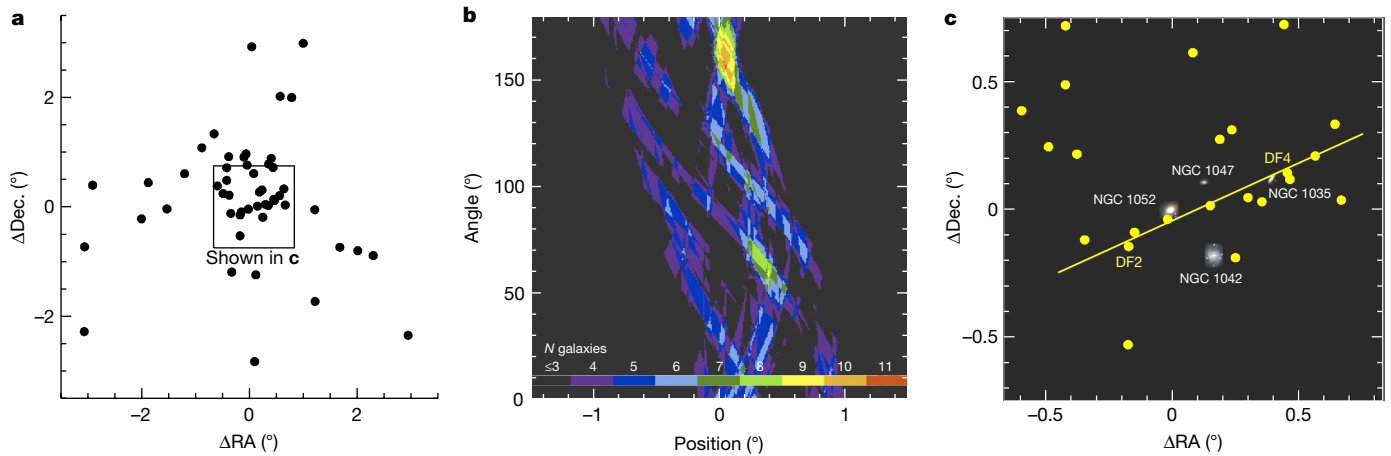 a
ΔDec. (°)
2
0
−2
Shown in c
−2
0
2
ΔRA (°)
b
Angle (°)
150
100
50
0
N galaxies
≤3 4 5 6 7 8 9 10 11
−1
0
1
Position (°)
c
ΔDec. (°)
0.5
0
−0.5
DF4
NGC 1047
NGC 1035
NGC 1052
DF2
NGC 1042
−0.5
0
0.5
ΔRA (°)